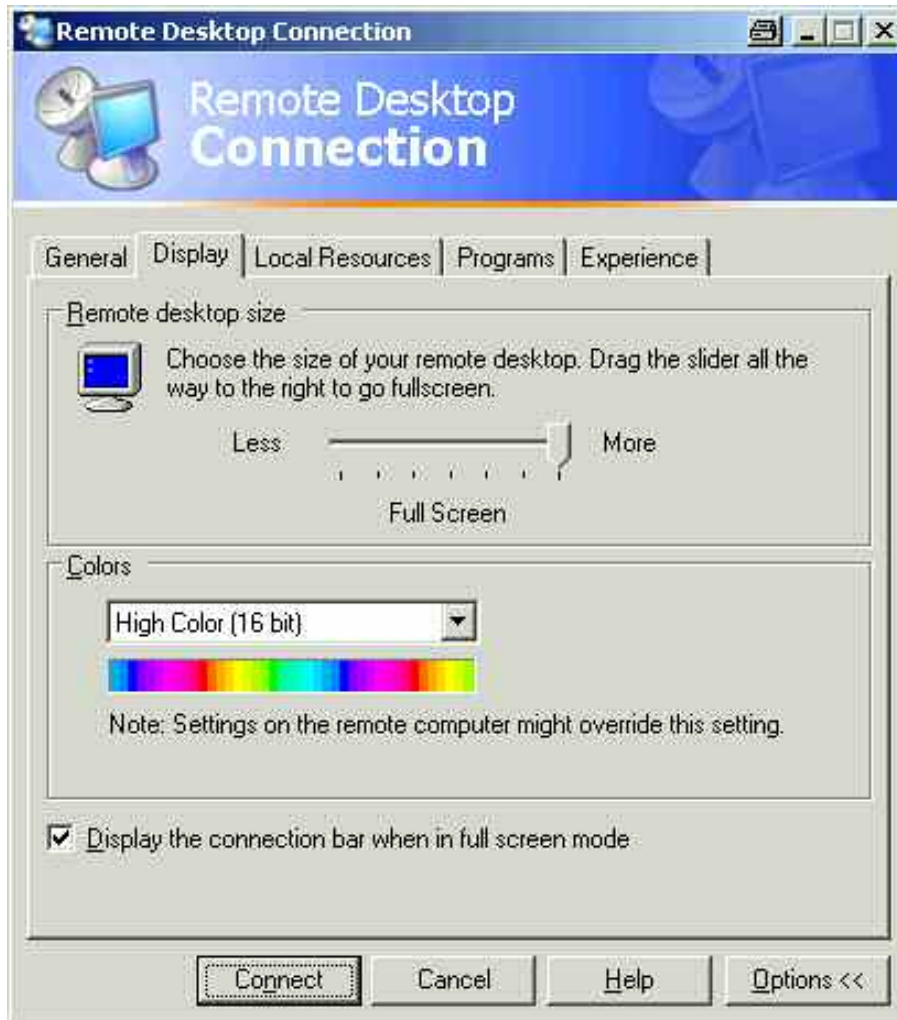 Remote Desktop Connection
Remote Desktop
Connection
General Display Local Resources Programs Experience
Remote desktop size
Choose the size of your remote desktop. Drag the slider all the
way to the right to go fullscreen.
Less More
Full Screen
Colors
High Color (16 bit)
Note: Settings on the remote computer might override this setting.
Display the connection bar when in full screen mode
Connect Cancel Help Options <<